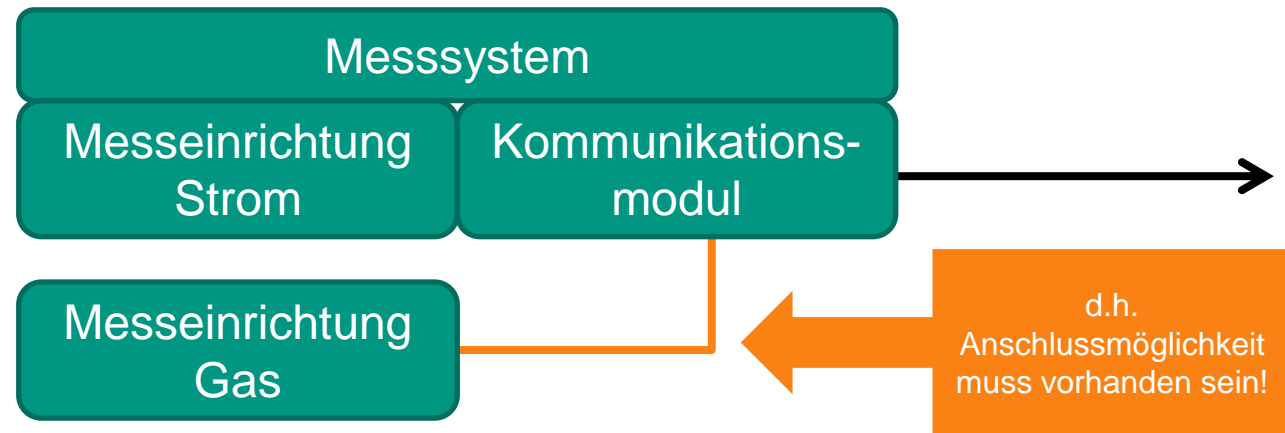 Messsystem
Messeinrichtung
Strom
Kommunikations-
modul
Messeinrichtung
Gas
d.h.
Anschlussmöglichkeit
muss vorhanden sein!